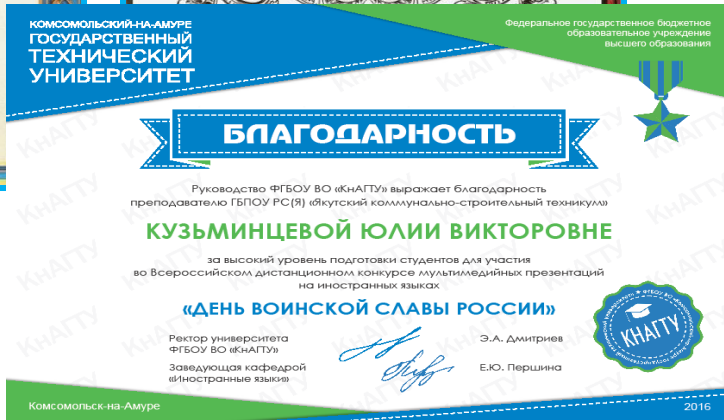 КОМСОМОЛЬСКИЙ-НА-АМУРЕ
ГОСУДАРСТВЕННЫЙ
ТЕХНИЧЕСКИЙ
УНИВЕРСИТЕТ
Федеральное государственное бюджетное
образовательное учреждение
высшего образования
БЛАГОДАРНОСТЬ
Руководство ФГБОУ ВО «КнАГТУ» выражает благодарность
преподавателю ГБПОУ РС(Я) «Якутский коммунально-строительный техникум»
КУЗЬМИНЦЕВОЙ ЮЛИИ ВИКТОРОВНЕ
за высокий уровень подготовки студентов для участия
во Всероссийском дистанционном конкурсе мультимедийных презентаций
на иностранных языках
«ДЕНЬ ВОИНСКОЙ СЛАВЫ РОССИИ»
Ректор университета
ФГБОУ ВО «КнАГТУ»
Э.А. Дмитриев
Заведующая кафедрой
«Иностранные языки»
Е.Ю. Першина
КНАГТУ
Комсомольск-на-Амуре
2016